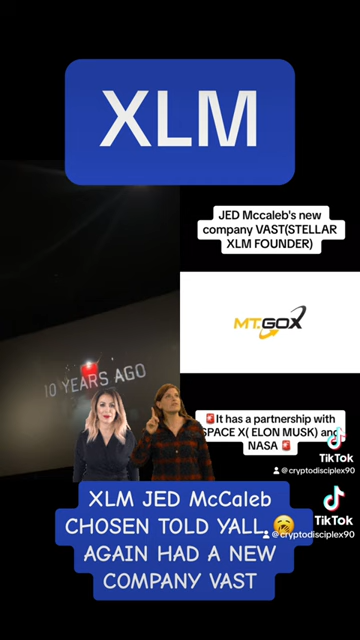 XLM
JED Mccaleb's new
company VAST(STELLAR
XLM FOUNDER)
MT.GOX
10 YEARS AGO
🚨It has a partnership with
SPACE X( ELON MUSK) and
NASA 🚨
TikTok
@cryptodisciplex90
XLM JED McCALEB
CHOSEN TOLD YALL, 🥱
AGAIN HAD A NEW
COMPANY VAST
TikTok
@cryptodisciplex90